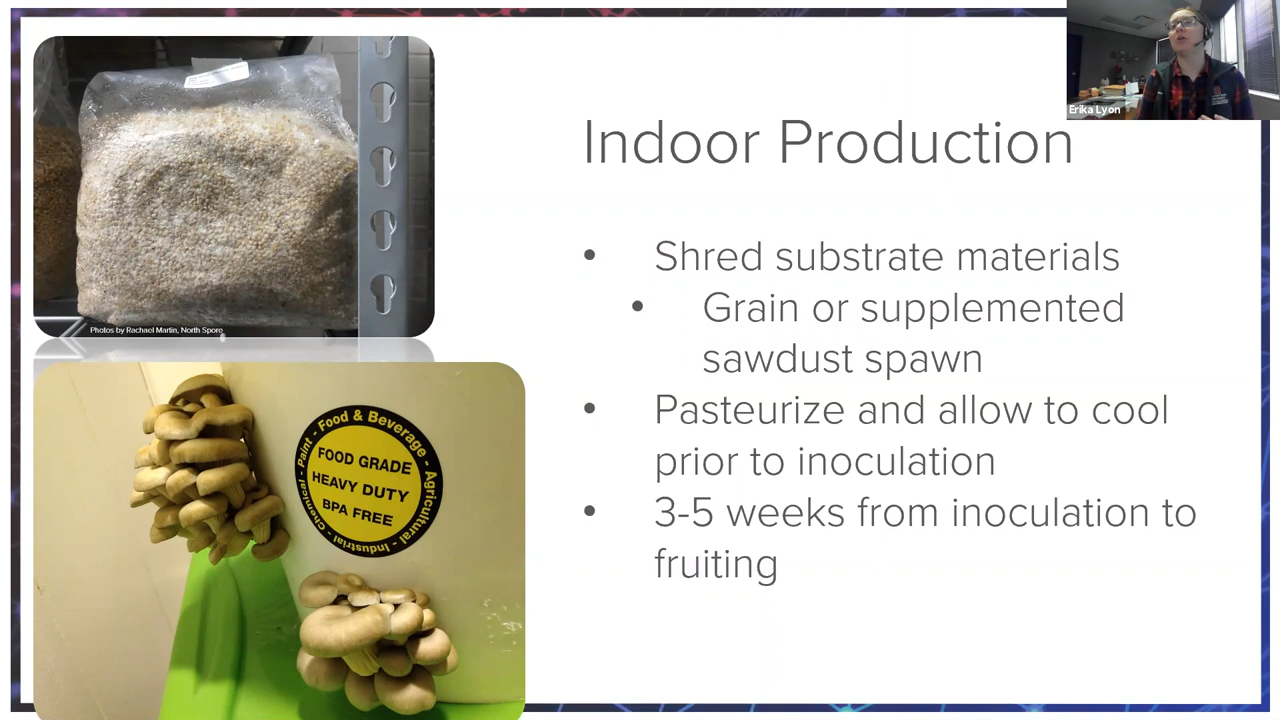 Erika Lyon
Indoor Production
• Shred substrate materials
• Grain or supplemented
sawdust spawn
• Pasteurize and allow to cool
prior to inoculation
• 3-5 weeks from inoculation to
fruiting
Photos by Rachael Martin, North Spore
Paint - Food & Beverage - Agricultural - Industrial - Chemical -
FOOD GRADE
HEAVY DUTY
BPA FREE